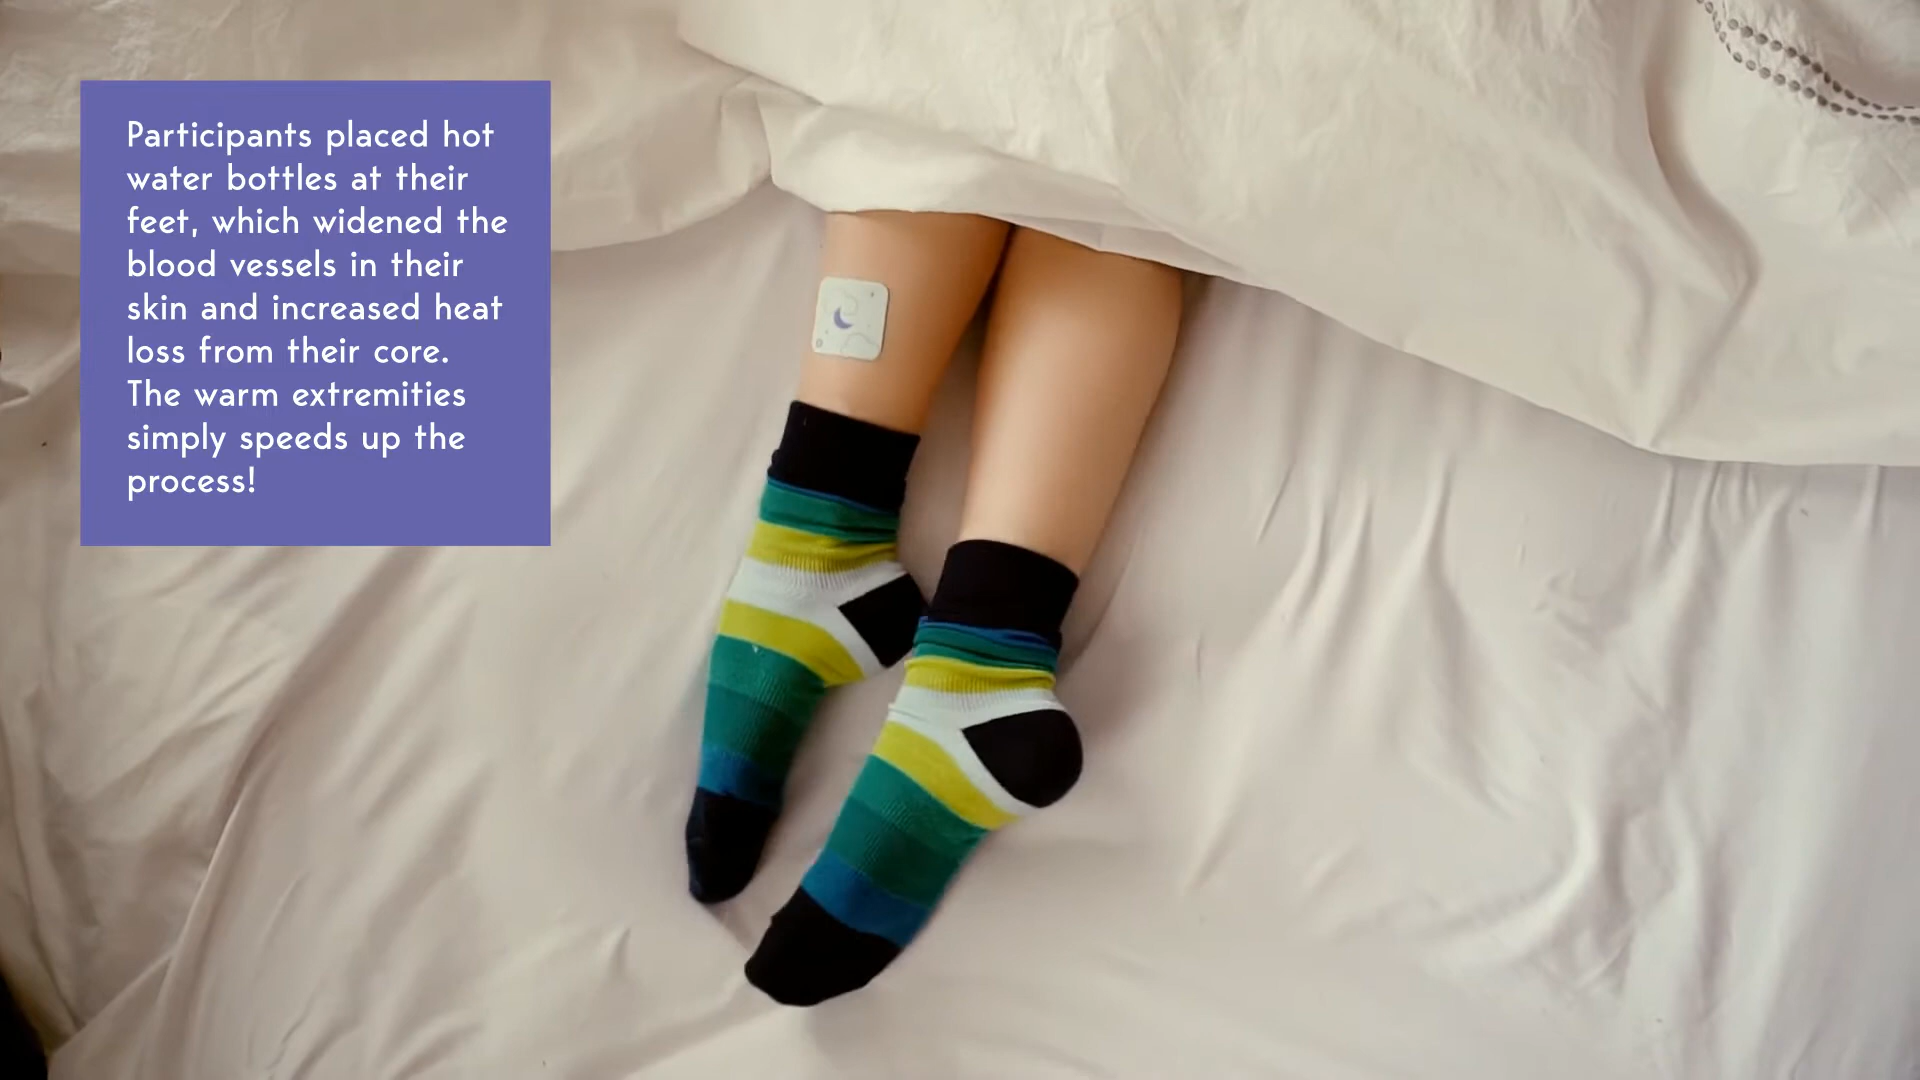 Participants placed hot
water bottles at their
feet, which widened the
blood vessels in their
skin and increased heat
loss from their core.
The warm extremities
simply speeds up the
process!